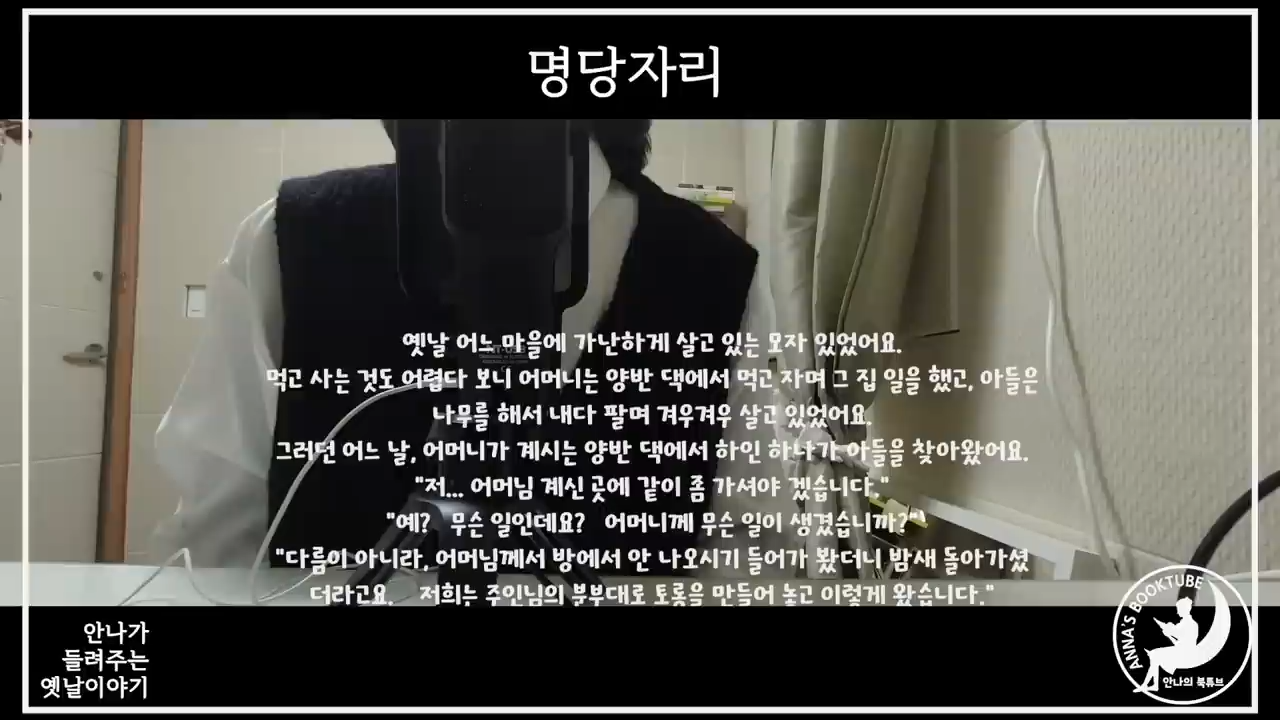 명당자리
옛날 어느 마을에 가난하게 살고 있는 모자 있었어요.
먹고 사는 것도 어렵다 보니 어머니는 양반 댁에서 먹고 자며 그 집 일을 했고, 아들은
나무를 해서 내다 팔며 겨우겨우 살고 있었어요.
그러던 어느 날, 어머니가 계시는 양반 댁에서 하인 하나가 아들을 찾아왔어요.
"저... 어머님 계신 곳에 같이 좀 가셔야 겠습니다."
"예? 무슨 일인데요? 어머니께 무슨 일이 생겼습니까?"
"다름이 아니라, 어머님께서 방에서 안 나오시기 들어가 봤더니 밤새 돌아가셨
더라고요. 저희는 주인님의 분부대로 토롱을 만들어 놓고 이렇게 왔습니다."
안나가
들려주는
옛날이야기
ANNA'S BOOKTUBE
안나의 북튜브